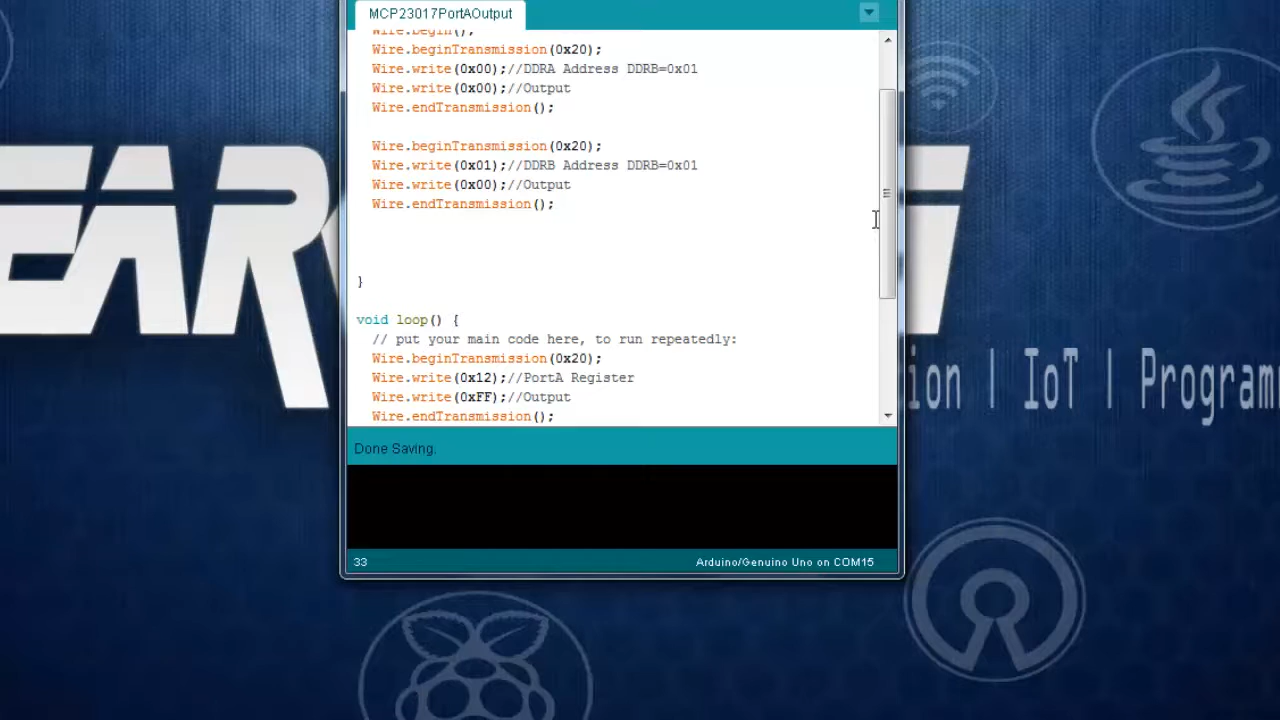 MCP23017PortAOutput
Wire.begin();
Wire.beginTransmission(0x20);
Wire.write(0x00);//DDRA Address DDRB=0x01
Wire.write(0x00);//Output
Wire.endTransmission();
Wire.beginTransmission(0x20);
Wire.write(0x01);//DDRB Address DDRB=0x01
Wire.write(0x00);//Output
Wire.endTransmission();
}
void loop() {
// put your main code here, to run repeatedly:
Wire.beginTransmission(0x20);
Wire.write(0x12);//PortA Register
Wire.write(0xFF);//Output
Wire.endTransmission();
Done Saving.
33
Arduino/Genuino Uno on COM15
EAR
ion | IoT | Programm